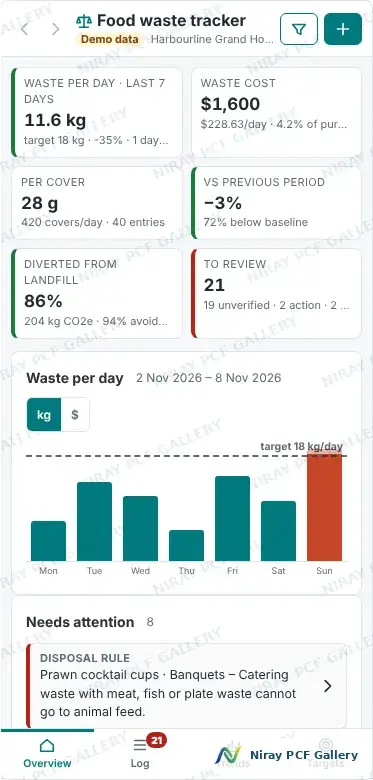 Food waste tracker
Demo data Harbourline Grand Ho...
WASTE PER DAY · LAST 7
DAYS
11.6 kg
target 18 kg · -35% · 1 day...
WASTE COST
$1,600
$228.63/day · 4.2% of pur...
PER COVER
28 g
420 covers/day · 40 entries
VS PREVIOUS PERIOD
−3%
72% below baseline
DIVERTED FROM
LANDFILL
86%
204 kg CO2e · 94% avoid...
TO REVIEW
21
19 unverified · 2 action · 2 ...
Waste per day 2 Nov 2026 – 8 Nov 2026
kg $
target 18 kg/day
Mon Tue Wed Thu Fri Sat Sun
Needs attention 8
DISPOSAL RULE
Prawn cocktail cups · Banquets – Catering
waste with meat, fish or plate waste cannot
go to animal feed.
21
Overview Log Targets
Niray PCF Gallery
NIRAY PCF GALLERY